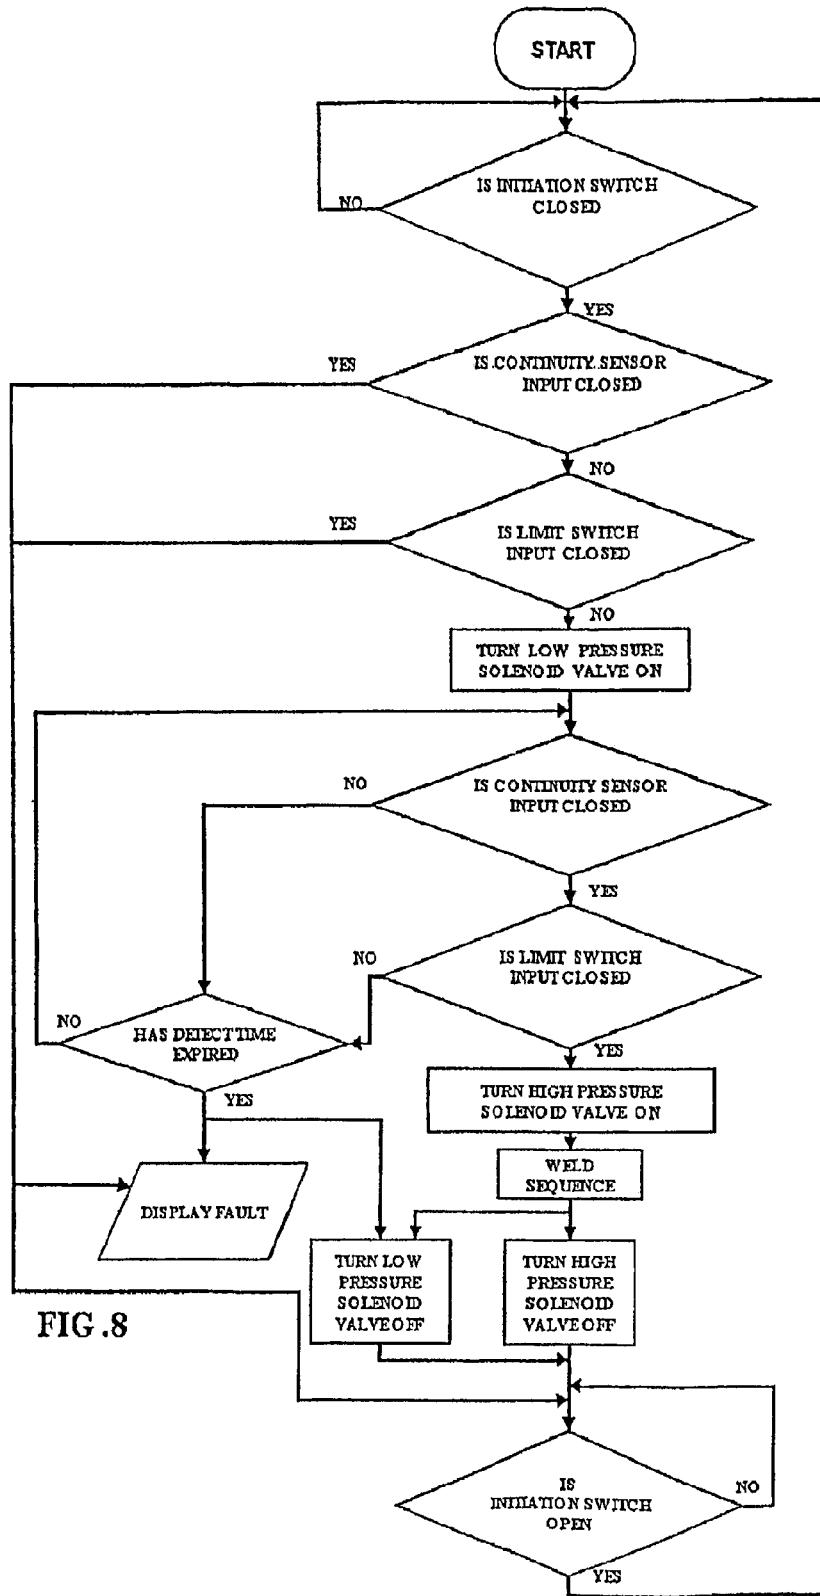 START
IS INITIATION SWITCH
CLOSED
NO
YES
YES
IS CONTINUITY SENSOR
INPUT CLOSED
NO
YES
IS LIMIT SWITCH
INPUT CLOSED
NO
TURN LOW PRESSURE
SOLENOID VALVE ON
NO
IS CONTINUITY SENSOR
INPUT CLOSED
YES
NO
IS LIMIT SWITCH
INPUT CLOSED
NO
HAS DETECT TIME
EXPIRED
YES
YES
TURN HIGH PRESSURE
SOLENOID VALVE ON
WELD
SEQUENCE
DISPLAY FAULT
TURN LOW
PRESSURE
SOLENOID
VALVE OFF
TURN HIGH
PRESSURE
SOLENOID
VALVE OFF
FIG.8
IS
INITIATION SWITCH
OPEN
NO
YES